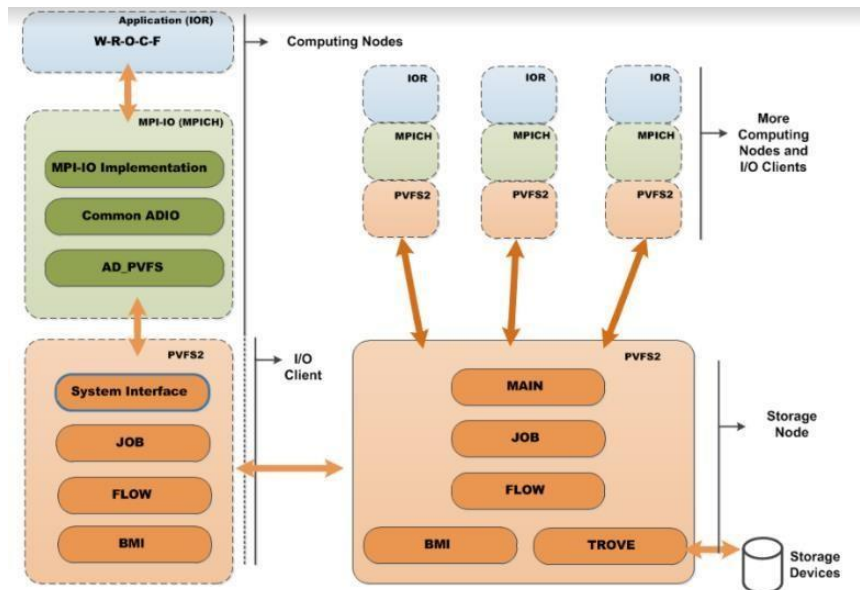 Application (IOR)
W-R-O-C-F
Computing Nodes
MPI-IO (MPICH)
MPI-IO Implementation
Common ADIO
AD_PVFS
PVFS2
System Interface
JOB
FLOW
BMI
I/O
Client
IOR
MPICH
PVFS2
IOR
MPICH
PVFS2
IOR
MPICH
PVFS2
More
Computing
Nodes and
I/O Clients
PVFS2
MAIN
JOB
FLOW
BMI
TROVE
Storage
Node
Storage
Devices